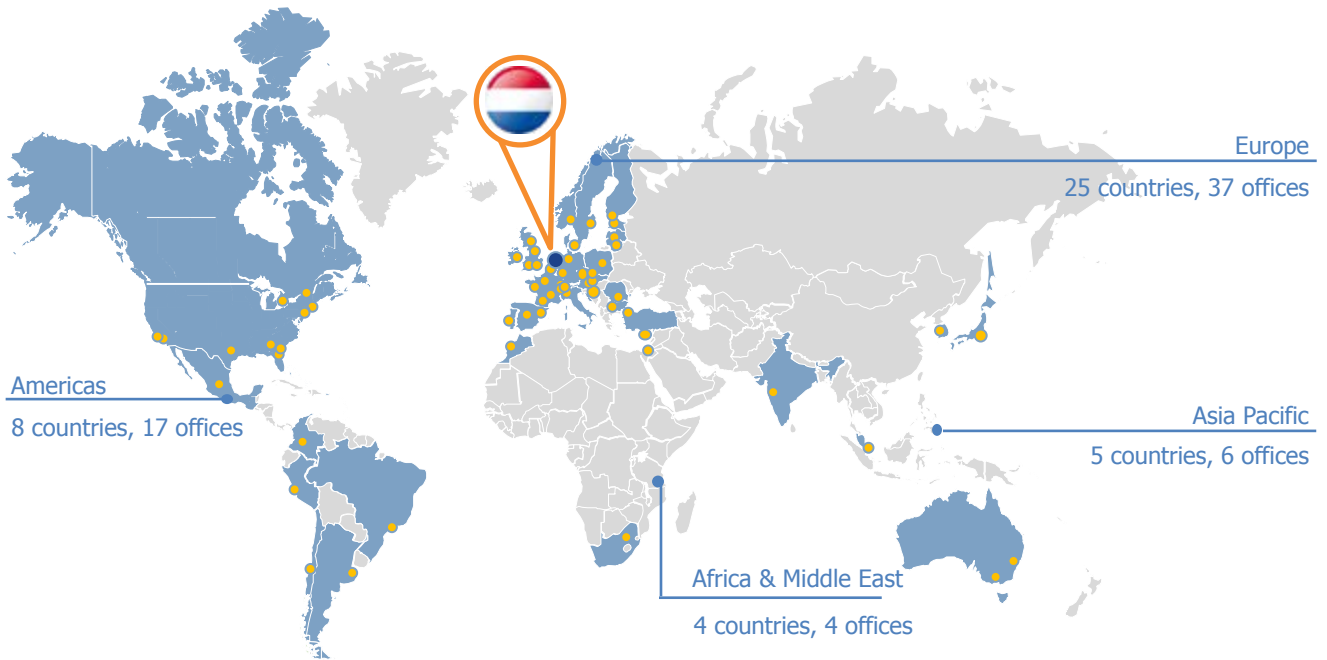 Europe
25 countries, 37 offices
Americas
8 countries, 17 offices
Asia Pacific
5 countries, 6 offices
Africa & Middle East
4 countries, 4 offices